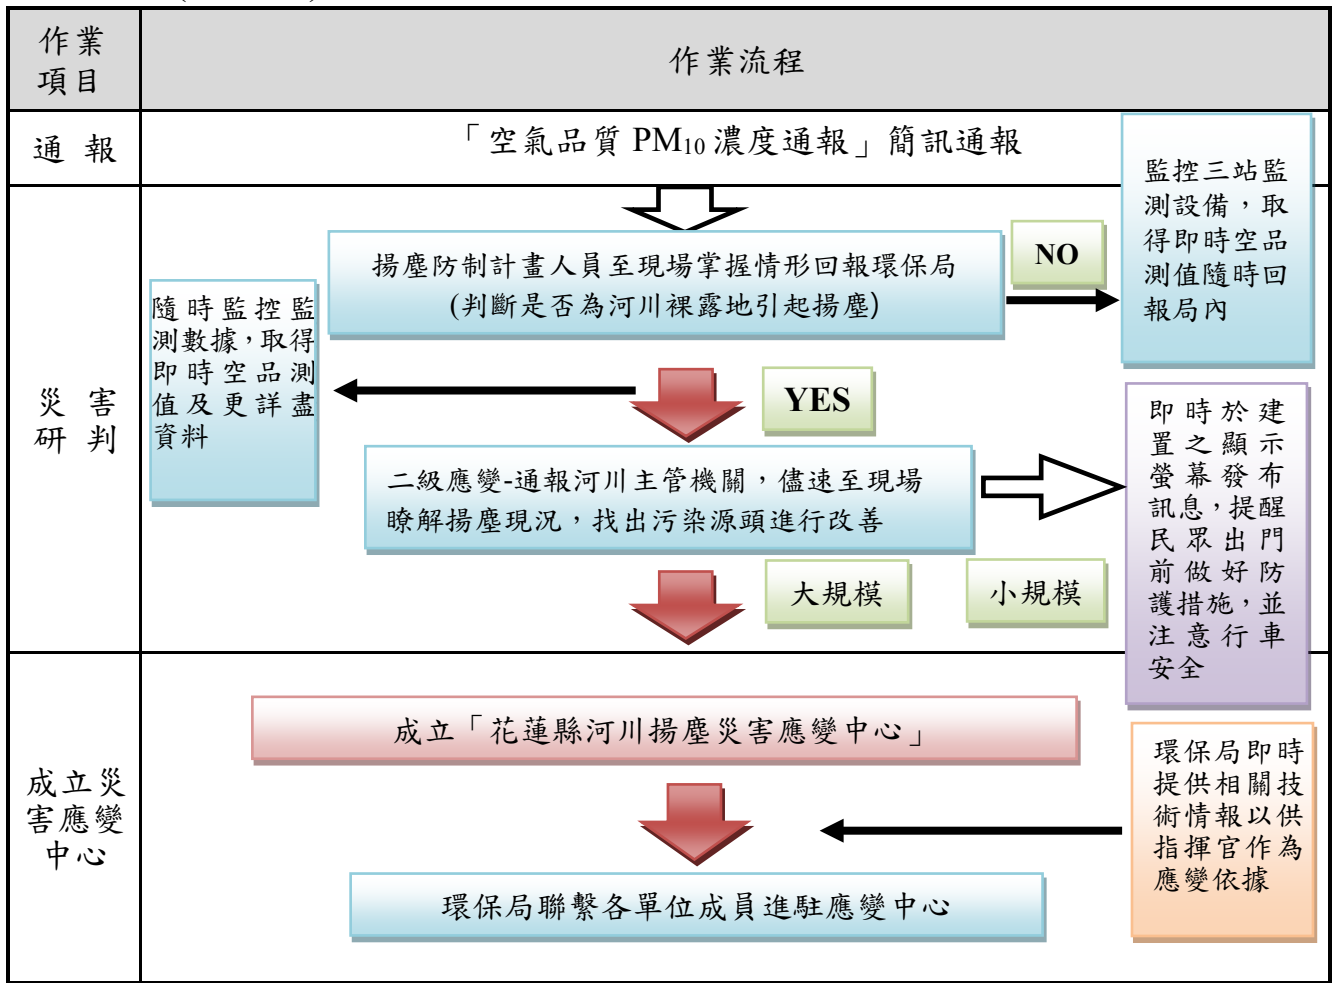 作業
項目
作業流程
通 報
「空氣品質 PM₁₀ 濃度通報」簡訊通報
監控三站監
測設備，取
得即時空品
測值隨時回
報局內
揚塵防制計畫人員至現場掌握情形回報環保局
(判斷是否為河川裸露地引起揚塵)
NO
隨時監控監
測數據，取得
即時空品測
值及更詳盡
資料
災 害
研 判
YES
二級應變-通報河川主管機關，儘速至現場
瞭解揚塵現況，找出污染源頭進行改善
即時於建
置之顯示
螢幕發布
訊息，提醒
民眾出門
前做好防
護措施，並
注意行車
安全
大規模
小規模
成立災
害應變
中心
成立「花蓮縣河川揚塵災害應變中心」
環保局即時
提供相關技
術情報以供
指揮官作為
應變依據
環保局聯繫各單位成員進駐應變中心